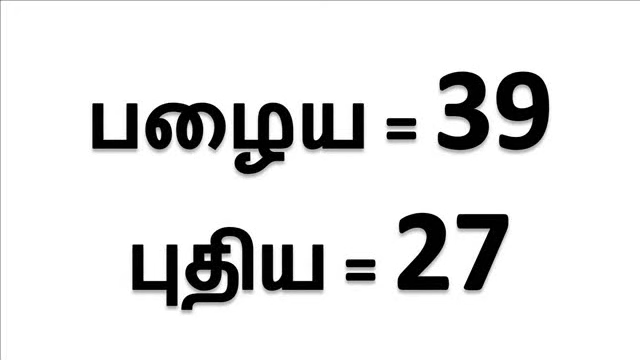 பழைய = 39
புதிய = 27